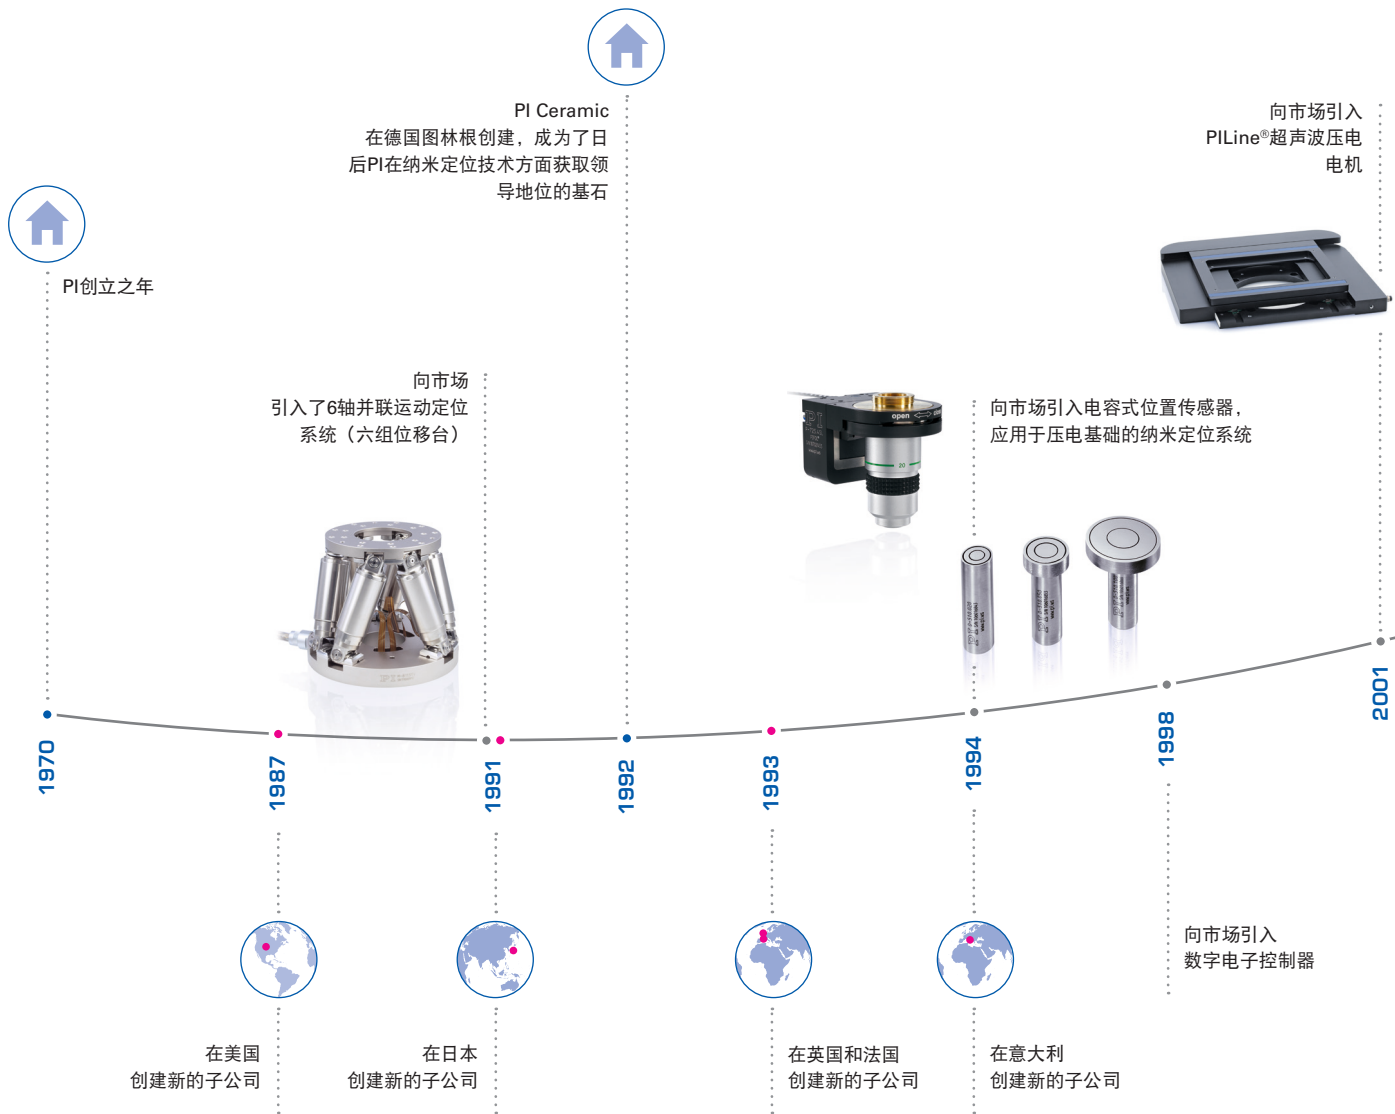 PI Ceramic
在德国图林根创建，成为了日
后PI在纳米定位技术方面获取领
导地位的基石
向市场引入
PILine®超声波压电
电机
PI创立之年
向市场
引入了6轴并联运动定位
系统（六组位移台）
向市场引入电容式位置传感器，
应用于压电基础的纳米定位系统
open
20
1970
1987
1991
1992
1993
1994
1998
2001
向市场引入
数字电子控制器
在美国
创建新的子公司
在日本
创建新的子公司
在英国和法国
创建新的子公司
在意大利
创建新的子公司